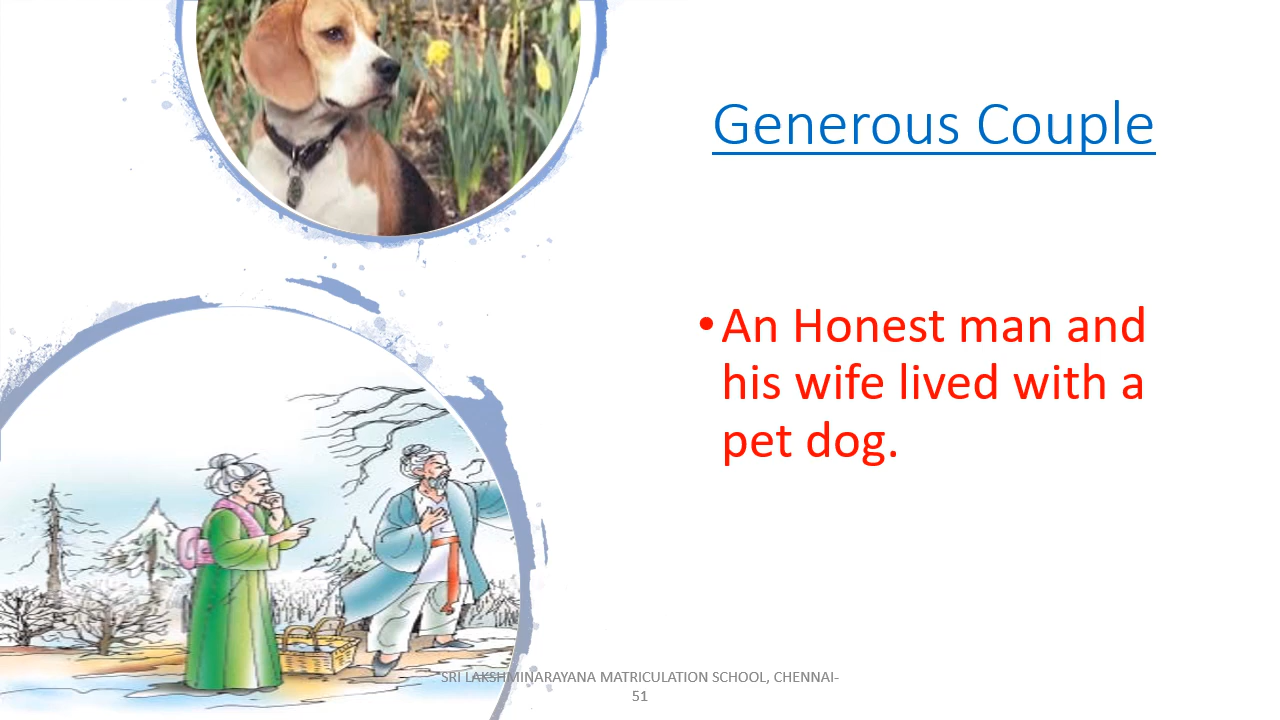 Generous Couple
•An Honest man and
his wife lived with a
pet dog.
SRI LAKSHMINARAYANA MATRICULATION SCHOOL, CHENNAI-
51